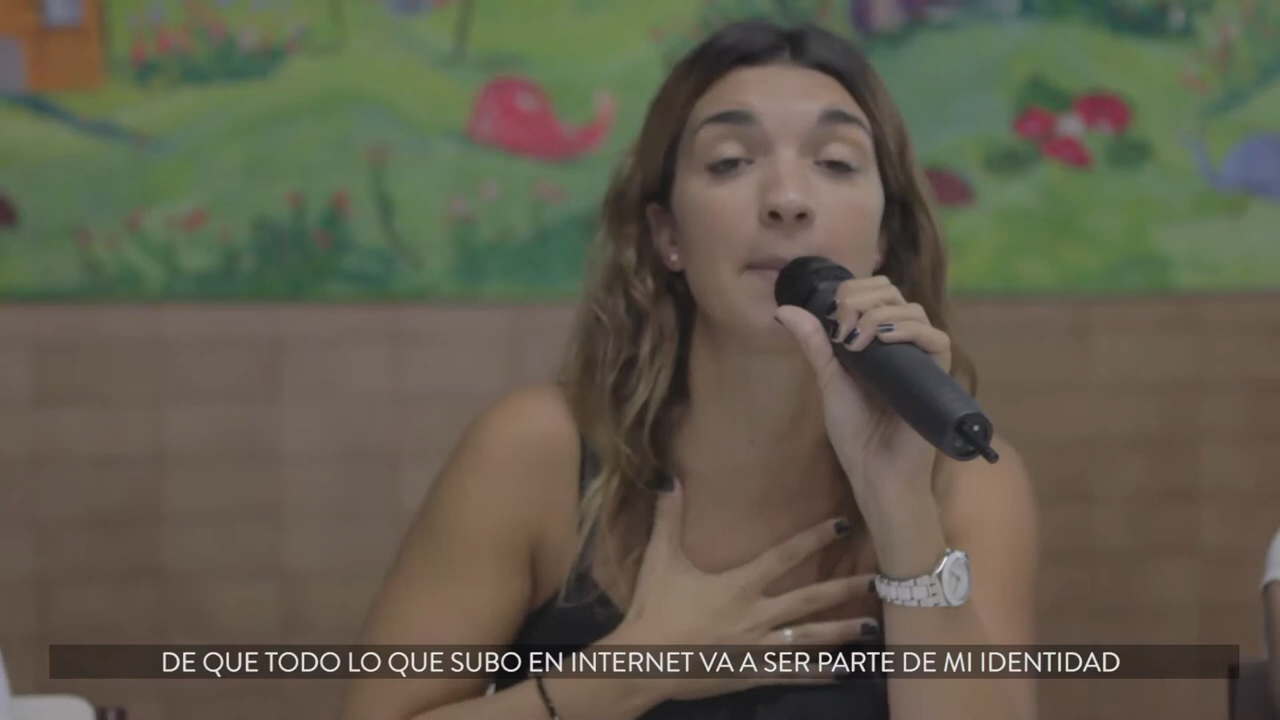 DE QUE TODO LO QUE SUBO EN INTERNET VA A SER PARTE DE MI IDENTIDAD